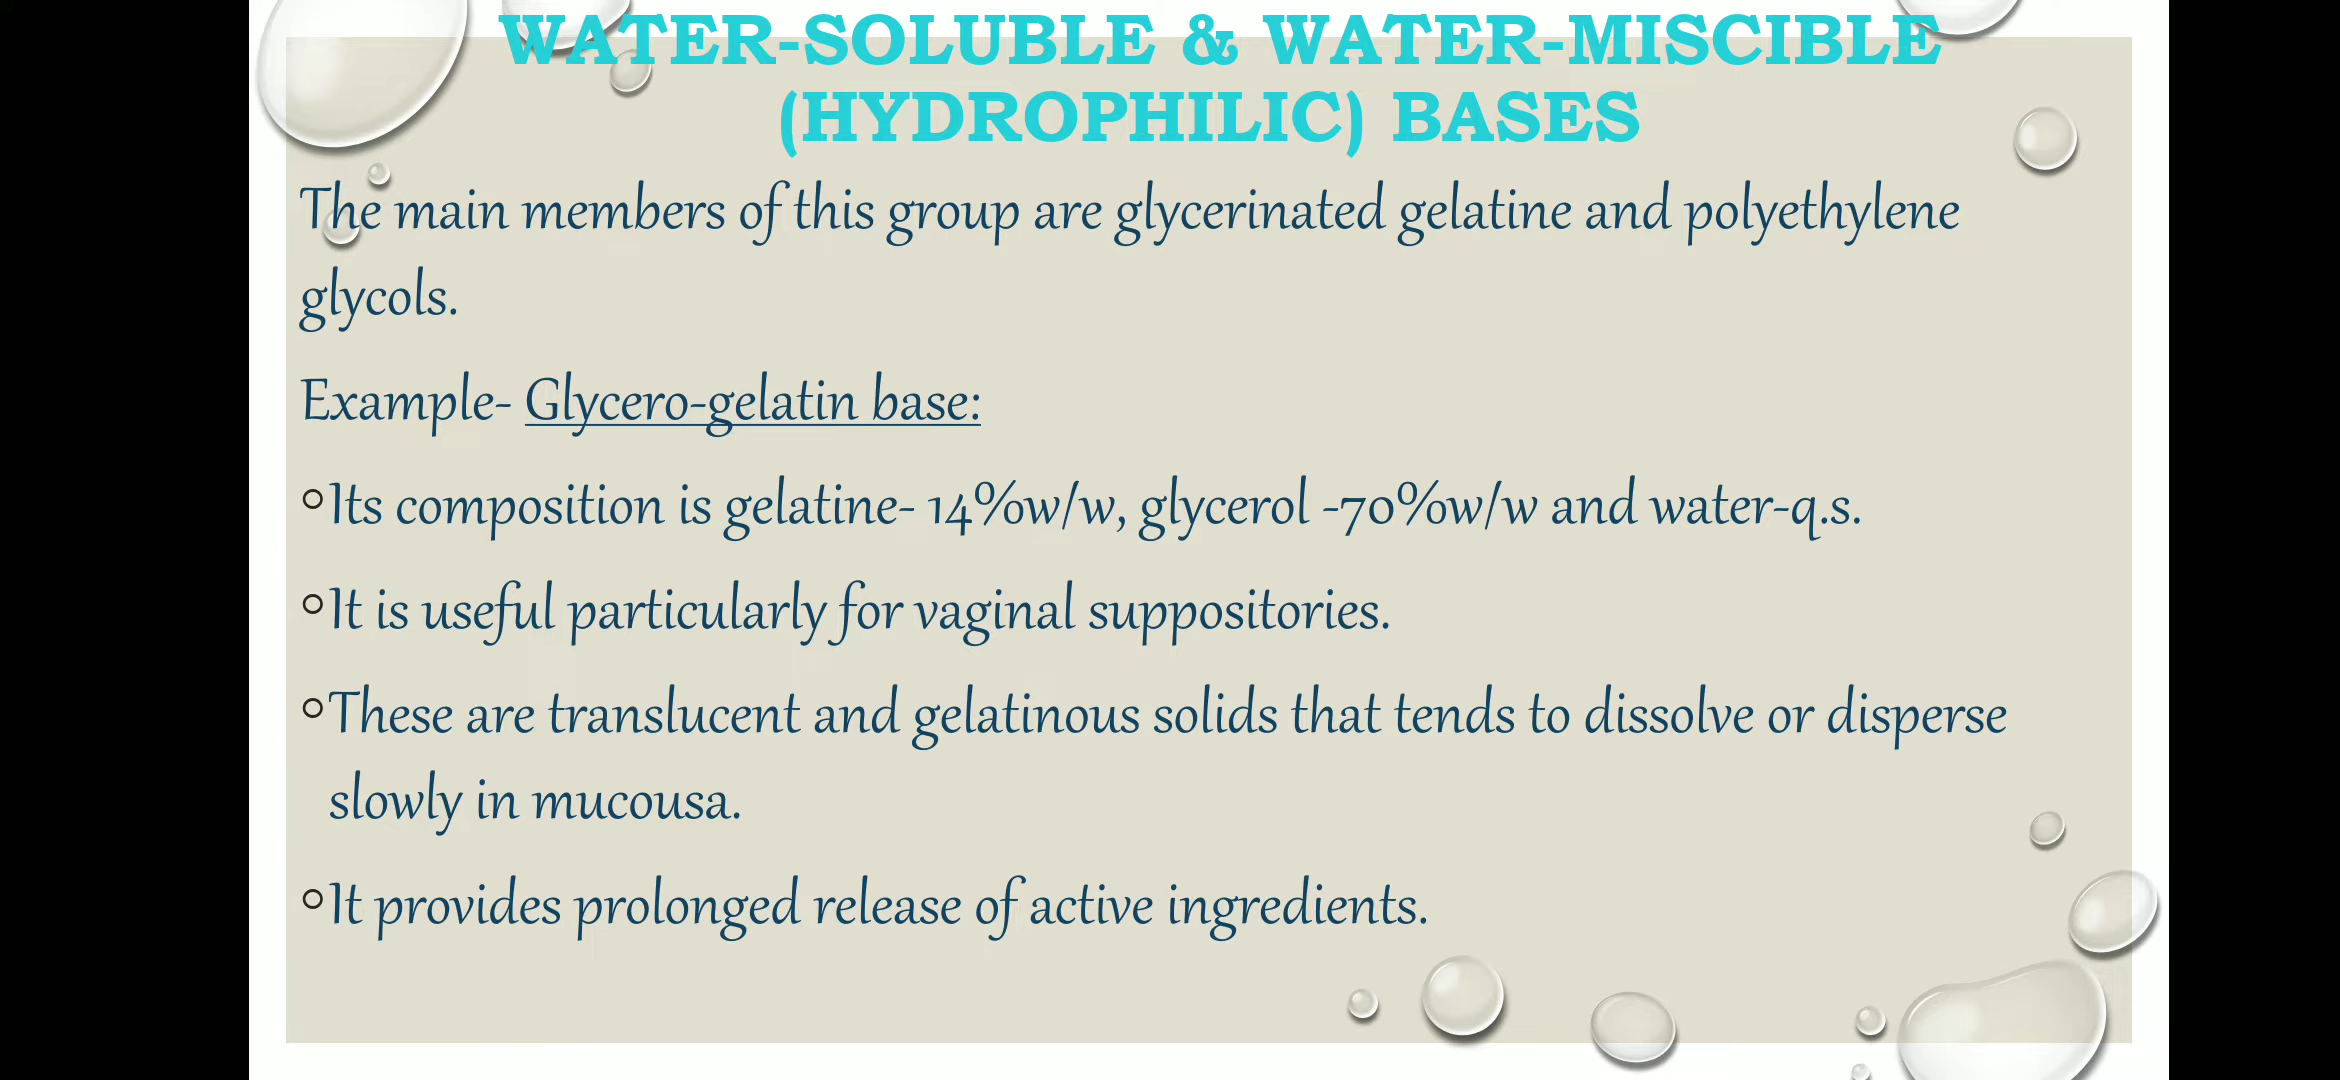 WATER-SOLUBLE & WATER-MISCIBLE
(HYDROPHILIC) BASES
The main members of this group are glycerinated gelatine and polyethylene
glycols.
Example- Glycero-gelatin base:
Its composition is gelatine- 14%w/w, glycerol -70%w/w and water-q.s.
It is useful particularly for vaginal suppositories.
These are translucent and gelatinous solids that tends to dissolve or disperse
slowly in mucousa.
It provides prolonged release of active ingredients.